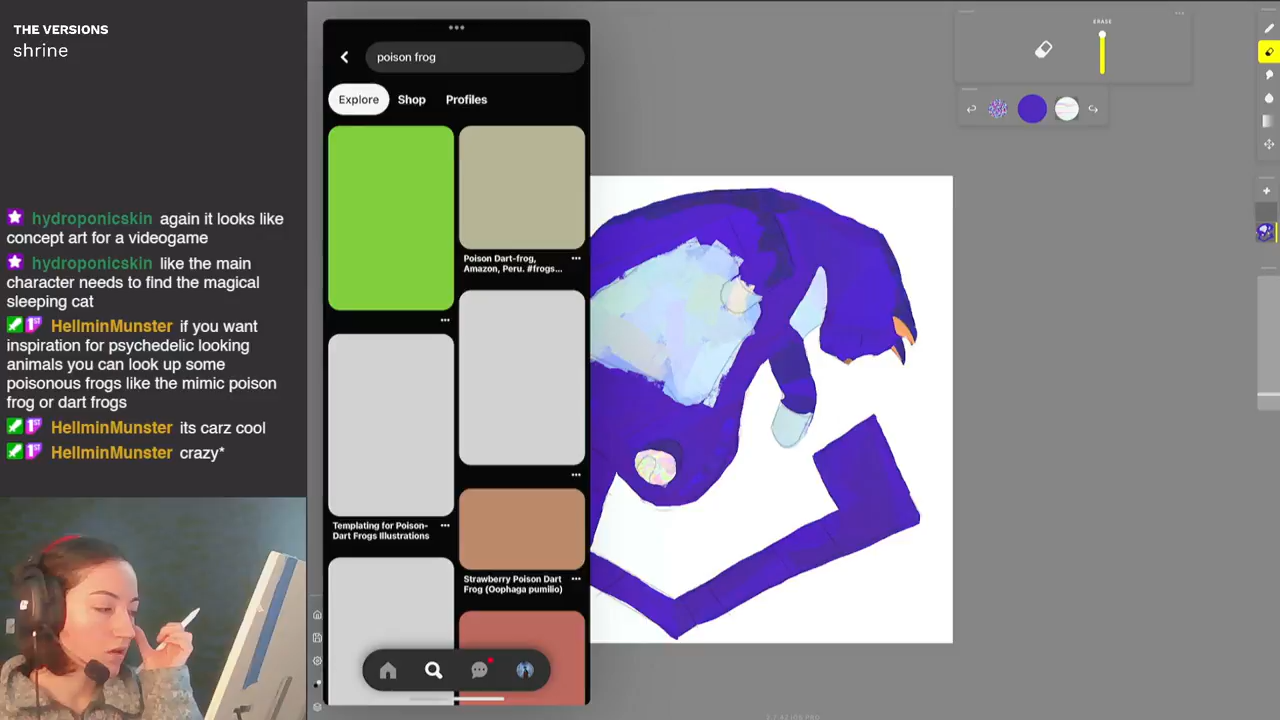 THE VERSIONS
shrine
hydroponicskin again it looks like
concept art for a videogame
hydroponicskin like the main
character needs to find the magical
sleeping cat
HellminMunster if you want
inspiration for psychedelic looking
animals you can look up some
poisonous frogs like the mimic poison
frog or dart frogs
HellminMunster its carz cool
HellminMunster crazy*
poison frog
Explore Shop Profiles
Poison Dart-frog,
Amazon, Peru. #frogs...
Templating for Poison-
Dart Frogs Illustrations
Strawberry Poison Dart
Frog (Oophaga pumilio)
ERASE